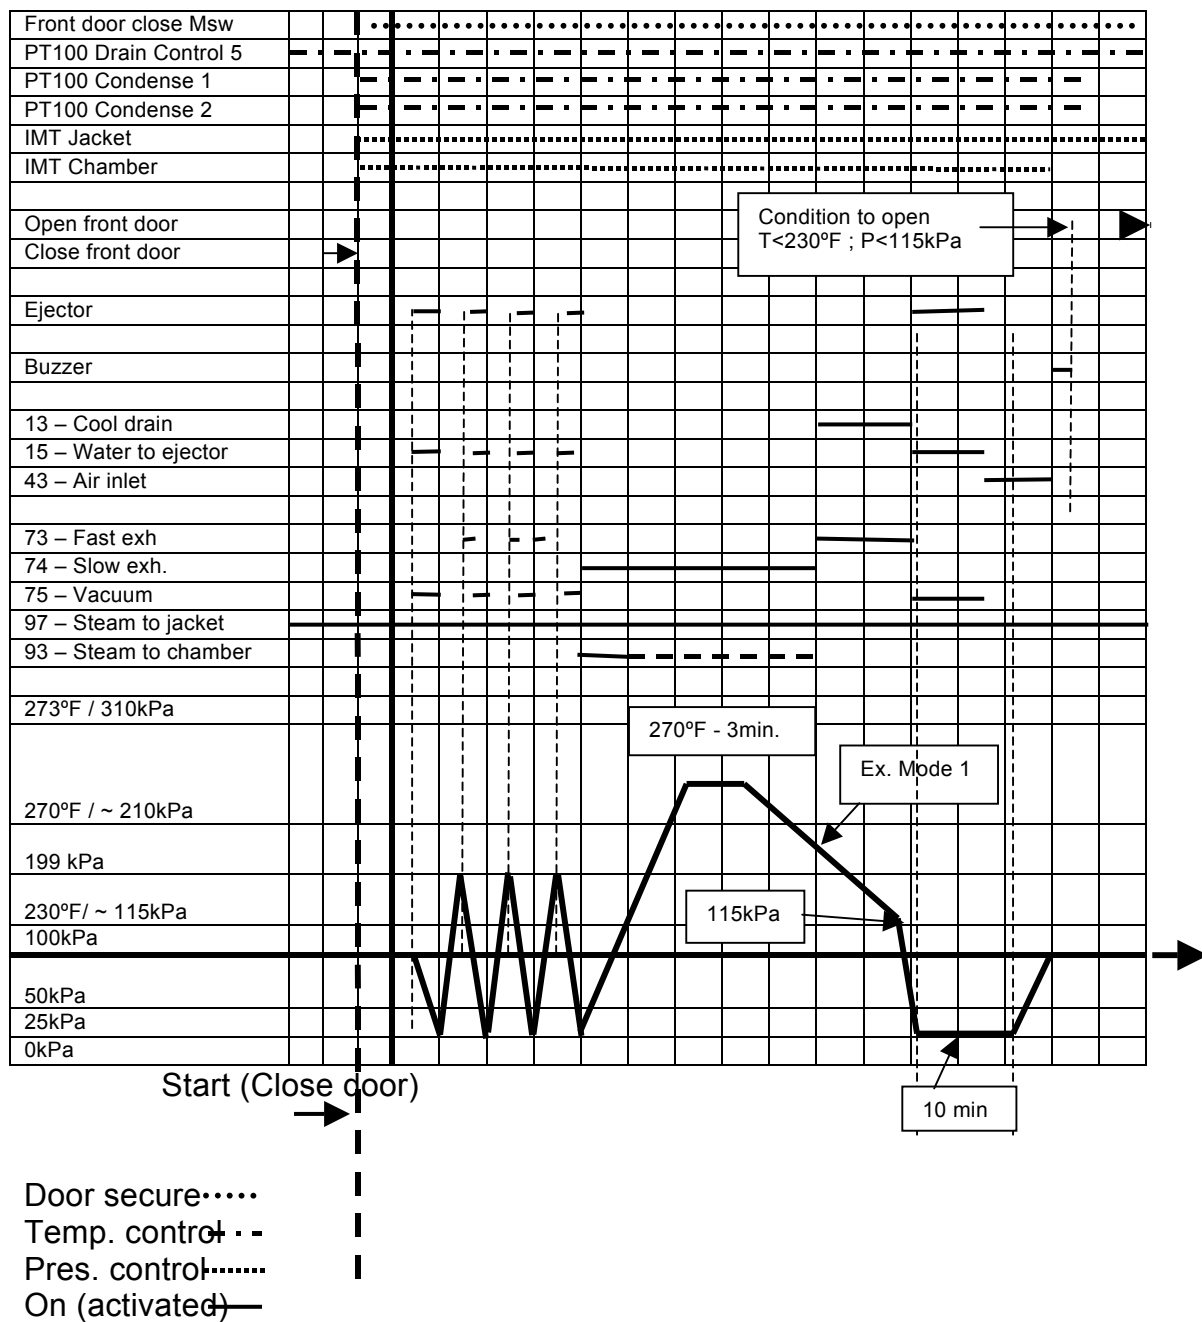 Front door close Msw
PT100 Drain Control 5
PT100 Condense 1
PT100 Condense 2
IMT Jacket
IMT Chamber
Open front door
Condition to open
T<230ºF ; P<115kPa
Close front door
Ejector
Buzzer
13 – Cool drain
15 – Water to ejector
43 – Air inlet
73 – Fast exh
74 – Slow exh.
75 – Vacuum
97 – Steam to jacket
93 – Steam to chamber
273ºF / 310kPa
270ºF - 3min.
Ex. Mode 1
270ºF / ~ 210kPa
199 kPa
230ºF/ ~ 115kPa
115kPa
100kPa
50kPa
25kPa
0kPa
Start (Close door)
10 min
Door secure
Temp. control
Pres. control
On (activated)